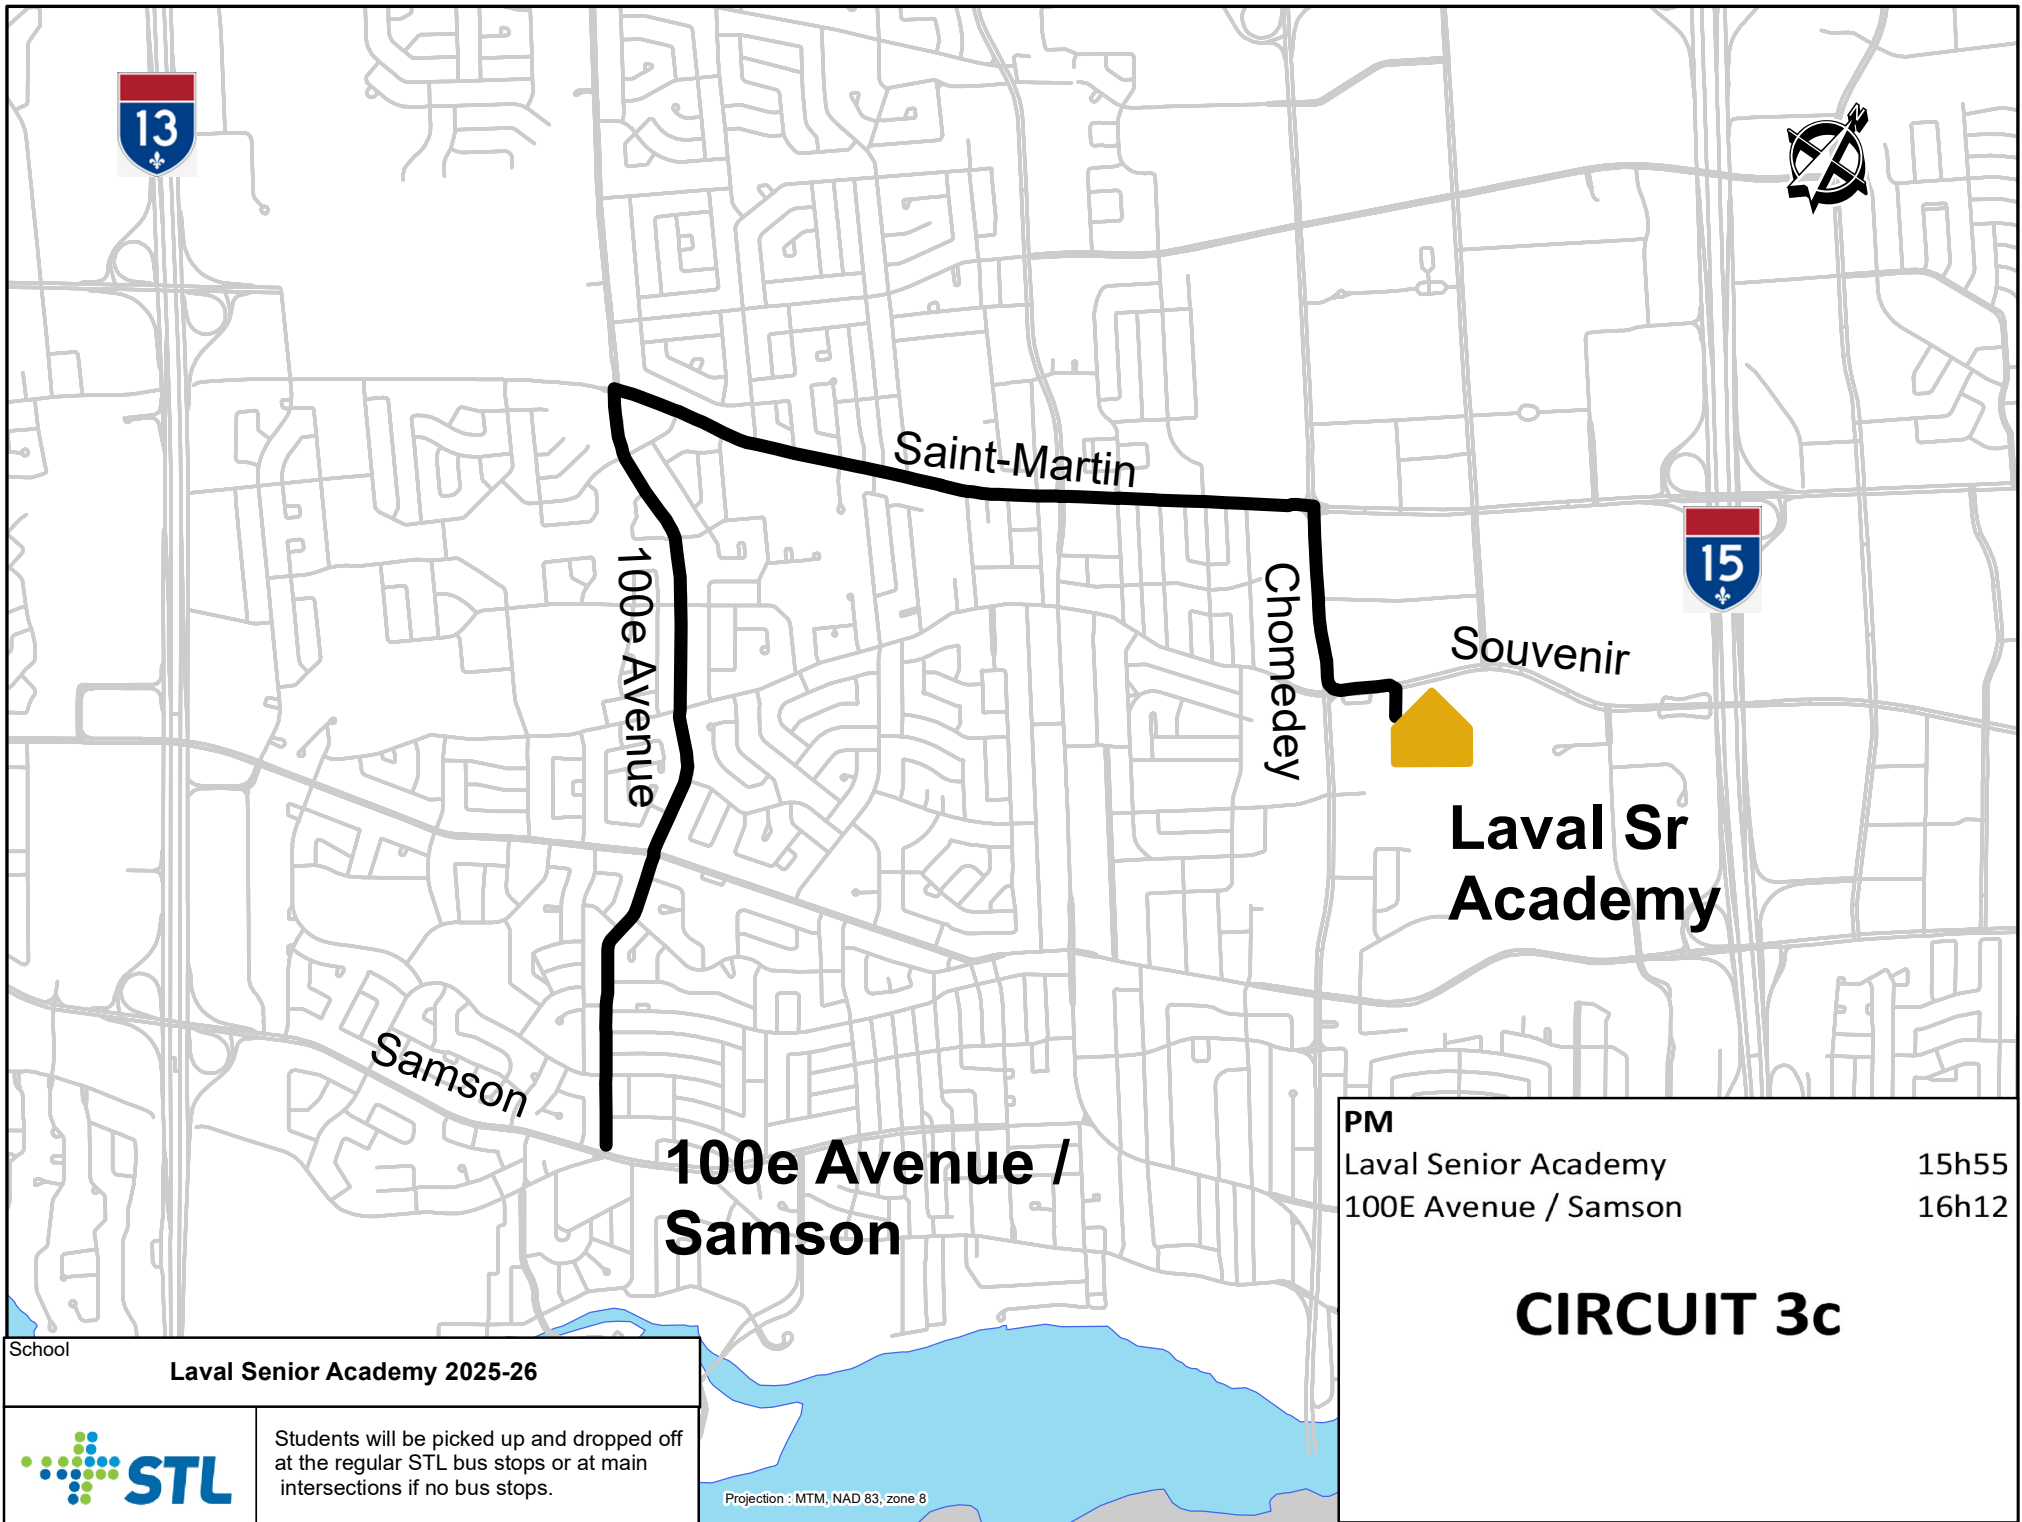 13
N
Saint-Martin
15
100e Avenue
Chomedey
Souvenir
Laval Sr
Academy
Samson
100e Avenue /
Samson
PM
Laval Senior Academy 15h55
100E Avenue / Samson 16h12
CIRCUIT 3c
School
Laval Senior Academy 2025-26
STL
Students will be picked up and dropped off
at the regular STL bus stops or at main
intersections if no bus stops.
Projection : MTM, NAD 83, zone 8